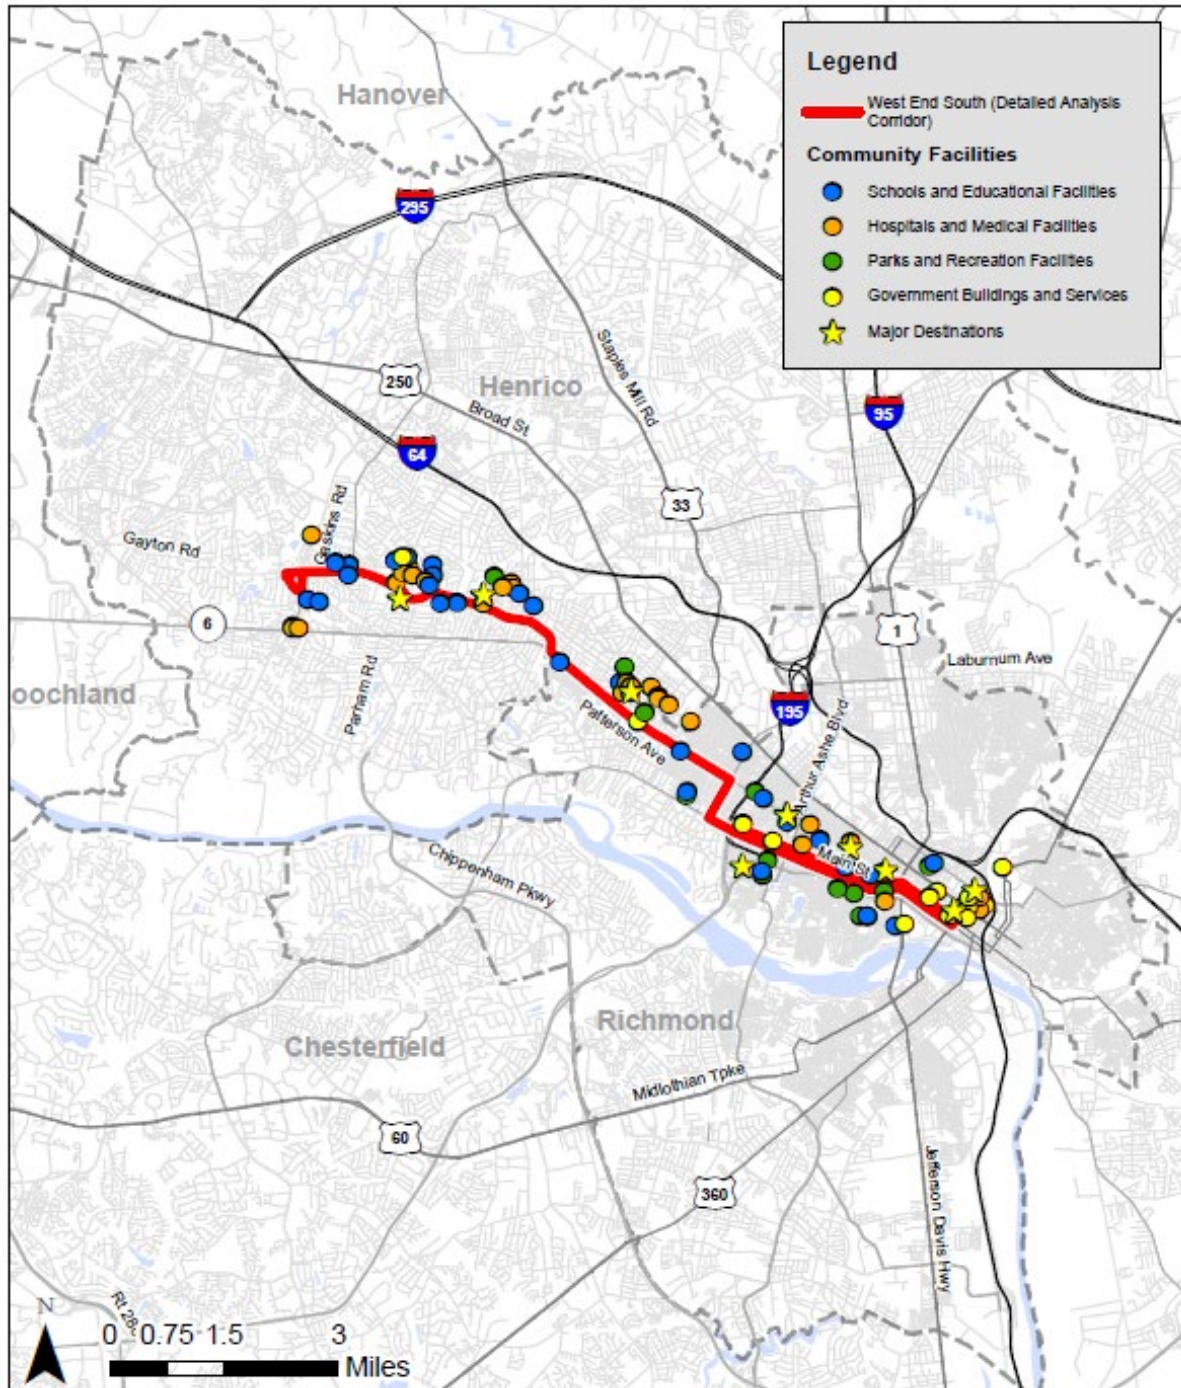 Legend
West End South (Detailed Analysis
Corridor)
Community Facilities
Schools and Educational Facilities
Hospitals and Medical Facilities
Parks and Recreation Facilities
Government Buildings and Services
Major Destinations
Hanover
295
Staples Mill Rd
250
Henrico
Broad St
95
64
33
Gaskins Rd
Gayton Rd
6
1
Laburnum Ave
oochland
Parham Rd
195
Patterson Ave
Arthur Ashe Blvd
Main St
Chippenham Pkwy
Richmond
Chesterfield
Midlothian Tpke
60
360
Jefferson Davis Hwy
Rt 28
N
0 0.75 1.5 3
Miles